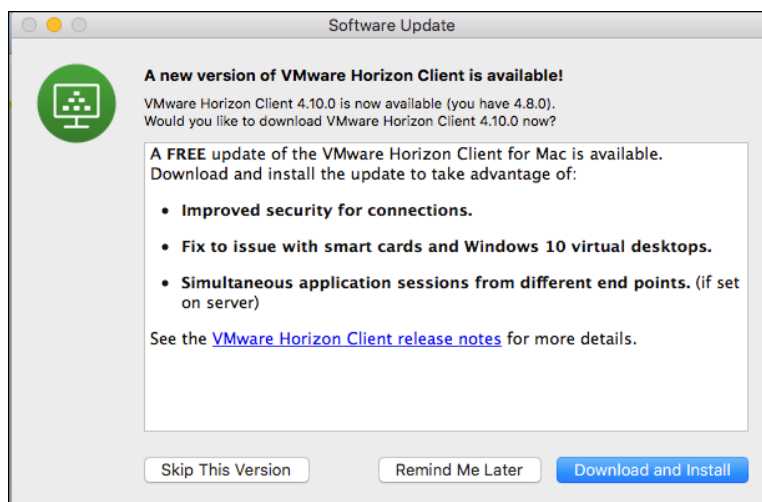 Software Update
A new version of VMware Horizon Client is available!
VMware Horizon Client 4.10.0 is now available (you have 4.8.0).
Would you like to download VMware Horizon Client 4.10.0 now?
A FREE update of the VMware Horizon Client for Mac is available.
Download and install the update to take advantage of:
• Improved security for connections.
• Fix to issue with smart cards and Windows 10 virtual desktops.
• Simultaneous application sessions from different end points. (if set
on server)
See the VMware Horizon Client release notes for more details.
Skip This Version
Remind Me Later
Download and Install